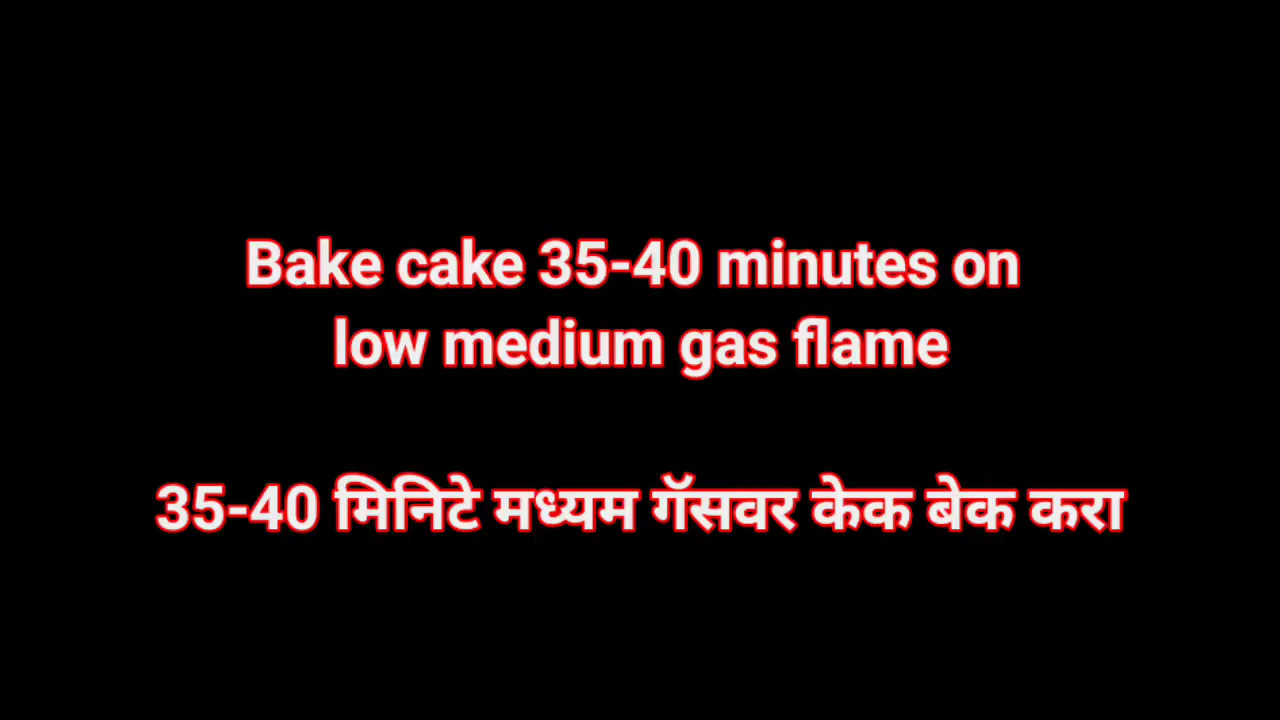 Bake cake 35-40 minutes on
low medium gas flame
35-40 मिनिटे मध्यम गॅसवर केक बेक करा